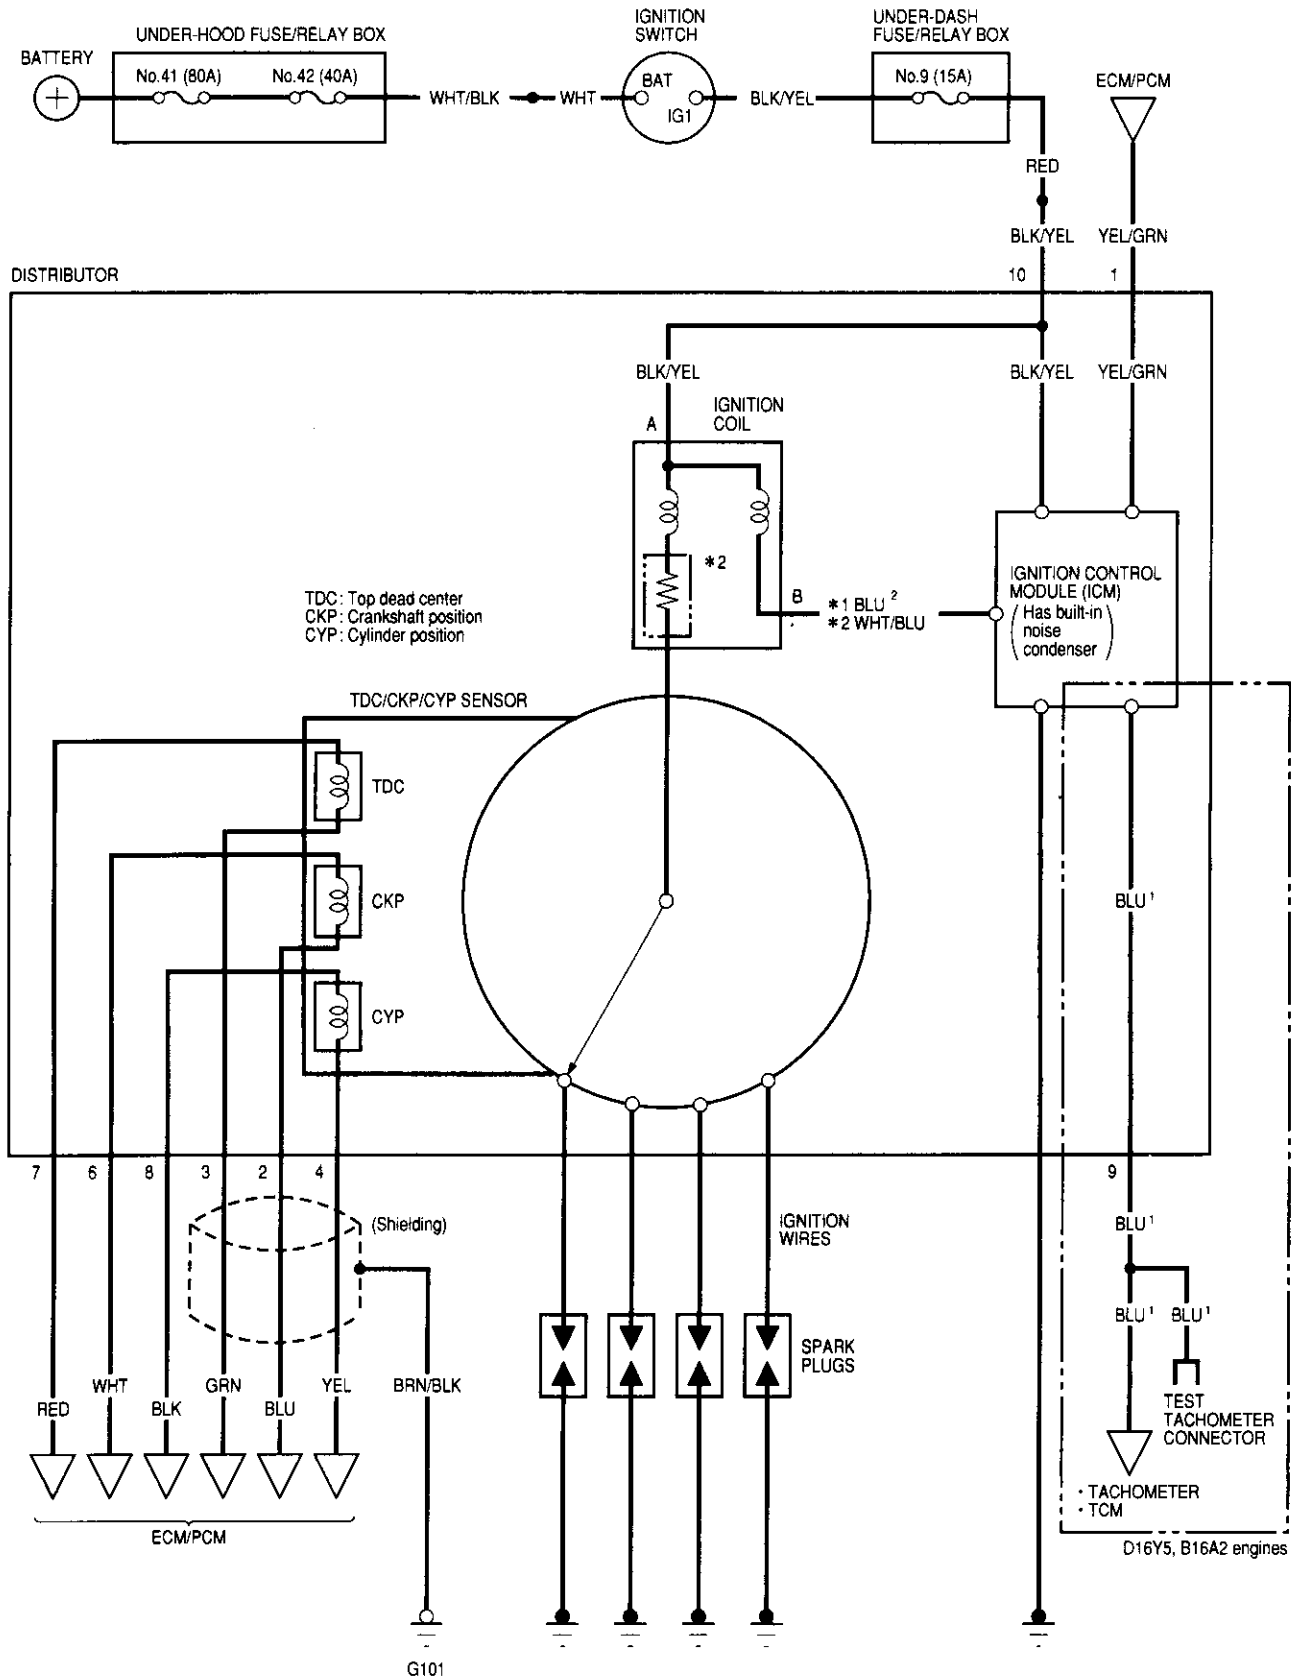 BATTERY
UNDER-HOOD FUSE/RELAY BOX
No.41 (80A)
No.42 (40A)
WHT/BLK
WHT
IGNITION
SWITCH
BAT
IG1
BLK/YEL
UNDER-DASH
FUSE/RELAY BOX
No.9 (15A)
ECM/PCM
RED
BLK/YEL
YEL/GRN
DISTRIBUTOR
10
1
BLK/YEL
BLK/YEL
YEL/GRN
A
IGNITION
COIL
*2
B
*1 BLU 2
*2 WHT/BLU
IGNITION CONTROL
MODULE (ICM)
(Has built-in
noise
condenser)
TDC: Top dead center
CKP: Crankshaft position
CYP: Cylinder position
TDC/CKP/CYP SENSOR
TDC
CKP
CYP
BLU 1
7
6
8
3
2
4
9
(Shielding)
IGNITION
WIRES
BLU 1
BLU 1
BLU 1
SPARK
PLUGS
RED
WHT
BLK
GRN
BLU
YEL
BRN/BLK
TEST
TACHOMETER
CONNECTOR
· TACHOMETER
· TCM
ECM/PCM
D16Y5, B16A2 engines
G101